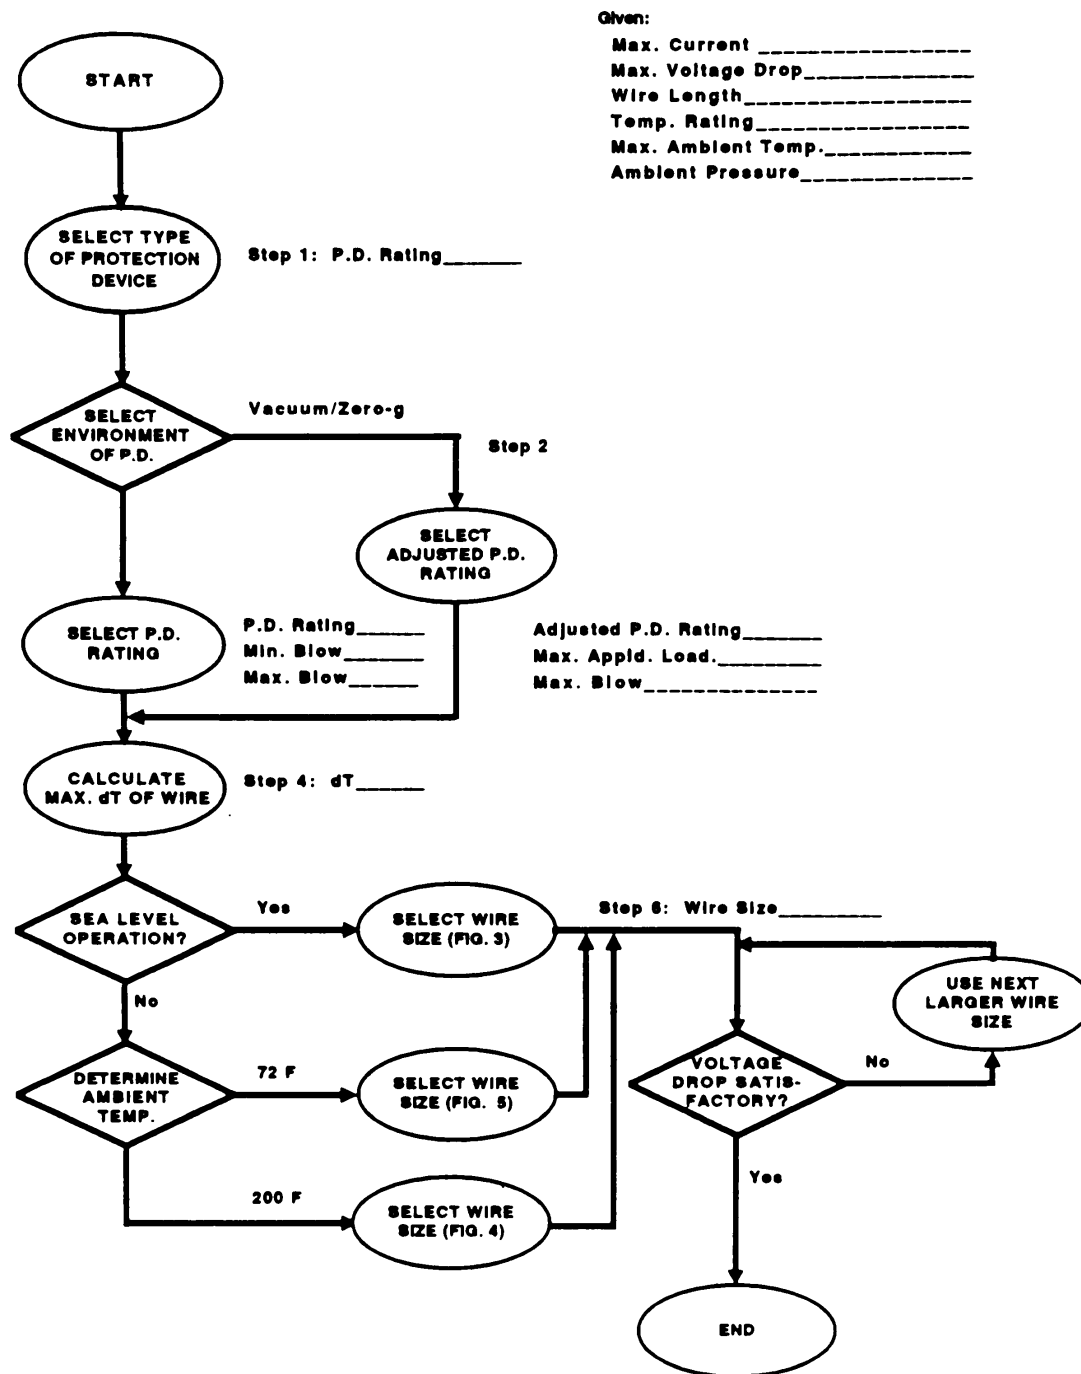 Given:
Max. Current
Max. Voltage Drop
Wire Length
Temp. Rating
Max. Ambient Temp.
Ambient Pressure
START
SELECT TYPE
OF PROTECTION
DEVICE
Step 1: P.D. Rating
SELECT
ENVIRONMENT
OF P.D.
Vacuum/Zero-g
Step 2
SELECT
ADJUSTED P.D.
RATING
SELECT P.D.
RATING
P.D. Rating
Min. Blow
Max. Blow
Adjusted P.D. Rating
Max. Appld. Load.
Max. Blow
CALCULATE
MAX. dT OF WIRE
Step 4: dT
SEA LEVEL
OPERATION?
Yes
SELECT WIRE
SIZE (FIG. 3)
Step 6: Wire Size
USE NEXT
LARGER WIRE
SIZE
No
DETERMINE
AMBIENT
TEMP.
72 F
SELECT WIRE
SIZE (FIG. 5)
VOLTAGE
DROP SATIS-
FACTORY?
No
Yes
200 F
SELECT WIRE
SIZE (FIG. 4)
END